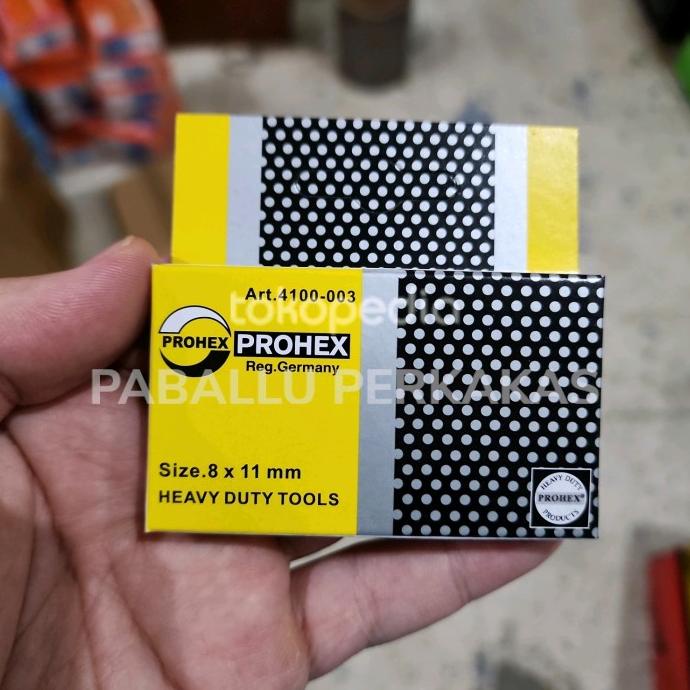 Art.4100-003
tokopedia
PROHEX PROHEX
Reg.Germany
PABALLU PERKAKAS
Size.8 x 11 mm
HEAVY DUTY TOOLS
HEAVY DUTY
PROHEX®
PRODUCTS